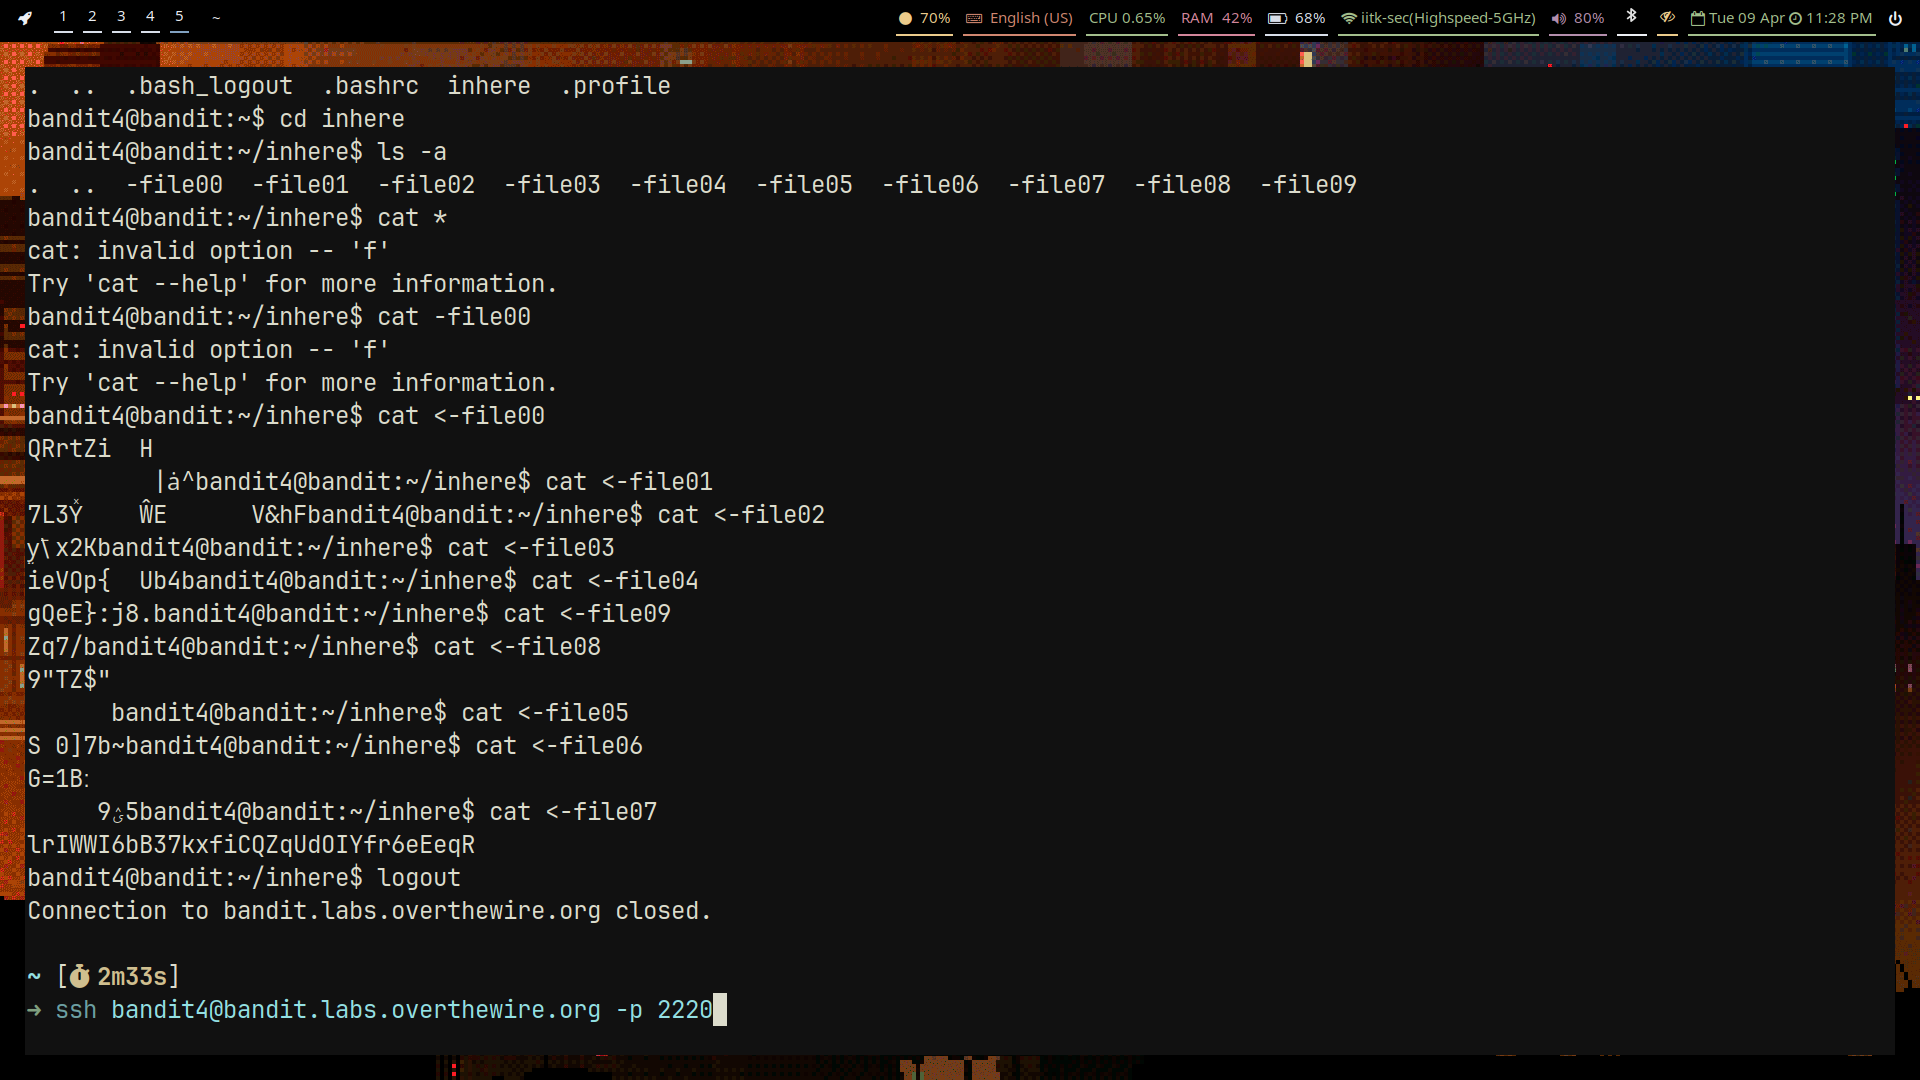 1 2 3 4 5 ~ 70% English (US) CPU 0.65% RAM 42% 68% iitk-sec(Highspeed-5GHz) 80% Tue 09 Apr 11:28 PM
. .. .bash_logout .bashrc inhere .profile
bandit4@bandit:~$ cd inhere
bandit4@bandit:~/inhere$ ls -a
. .. -file00 -file01 -file02 -file03 -file04 -file05 -file06 -file07 -file08 -file09
bandit4@bandit:~/inhere$ cat *
cat: invalid option -- 'f'
Try 'cat --help' for more information.
bandit4@bandit:~/inhere$ cat -file00
cat: invalid option -- 'f'
Try 'cat --help' for more information.
bandit4@bandit:~/inhere$ cat <-file00
QRrtZi H
|ȧ^bandit4@bandit:~/inhere$ cat <-file01
7L3Y̽ ŴE V&hFbandit4@bandit:~/inhere$ cat <-file02
x2Kbandit4@bandit:~/inhere$ cat <-file03
ieVOp{ Ub4bandit4@bandit:~/inhere$ cat <-file04
gQeE}:j8.bandit4@bandit:~/inhere$ cat <-file09
Zq7/bandit4@bandit:~/inhere$ cat <-file08
9"TZ$"
bandit4@bandit:~/inhere$ cat <-file05
S 0]7b~bandit4@bandit:~/inhere$ cat <-file06
G=1B:
5bandit4@bandit:~/inhere$ cat <-file07
lrIWWI6bB37kxfiCQZqUdOIYfr6eEeqR
bandit4@bandit:~/inhere$ logout
Connection to bandit.labs.overthewire.org closed.
~ [2m33s]
➜ ssh bandit4@bandit.labs.overthewire.org -p 2220